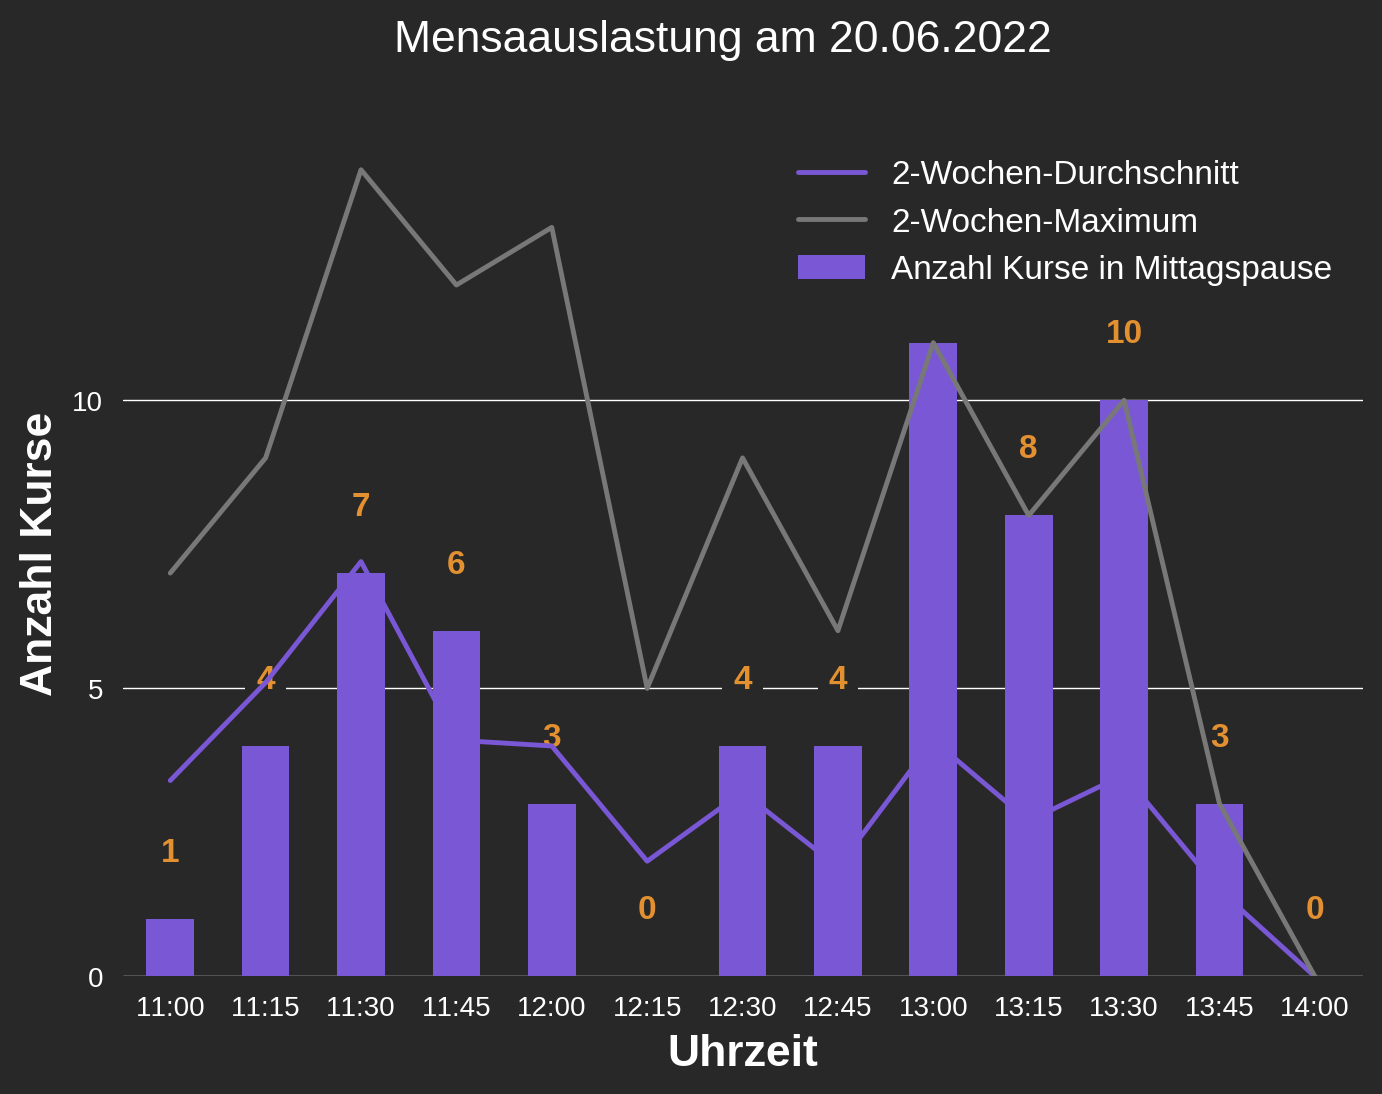 Mensaauslastung am 20.06.2022
2-Wochen-Durchschnitt
2-Wochen-Maximum
Anzahl Kurse in Mittagspause
Anzahl Kurse
10
5
0
1
4
7
6
3
0
4
4
8
10
3
0
11:00 11:15 11:30 11:45 12:00 12:15 12:30 12:45 13:00 13:15 13:30 13:45 14:00
Uhrzeit